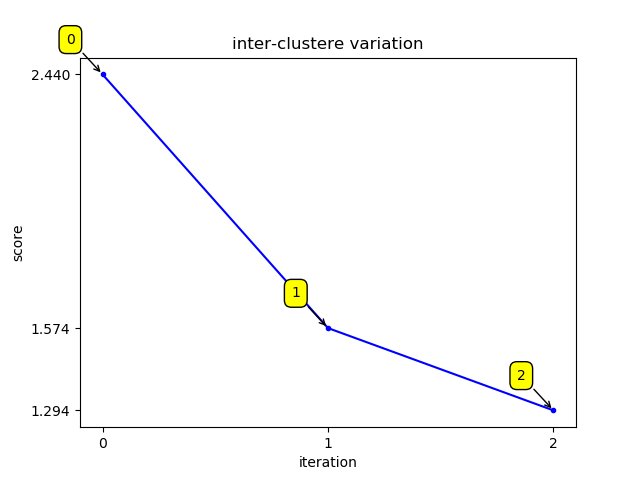 0
inter-clustere variation
2.440
score
1
1.574
2
1.294
0 1 2
iteration